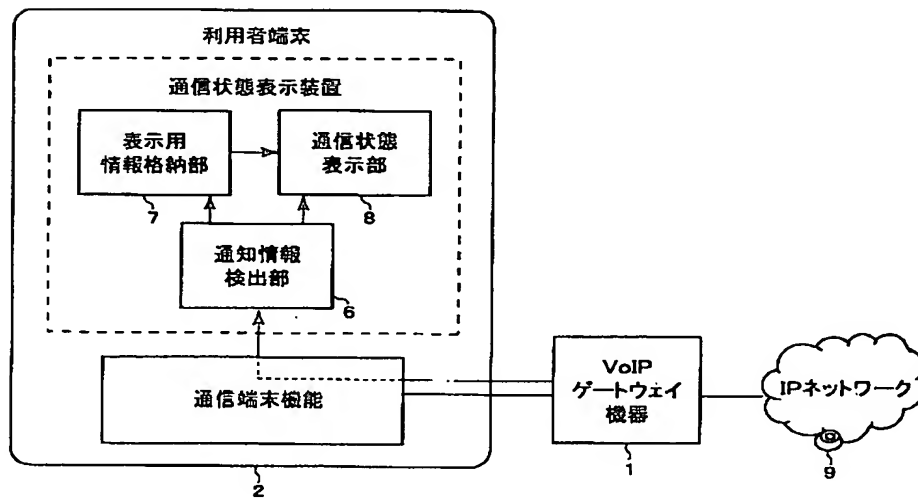 利用者端末
通信状態表示装置
表示用
情報格納部
通信状態
表示部
7
8
通知情報
検出部
6
通信端末機能
VoIP
ゲートウェイ
機器
IPネットワーク
2
1
9